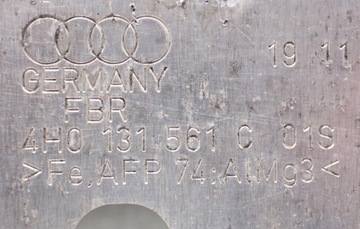 19 11
GERMANY
FBR
4H0 131 561 C 01S
>Fe,AFP 74:AlMg3<